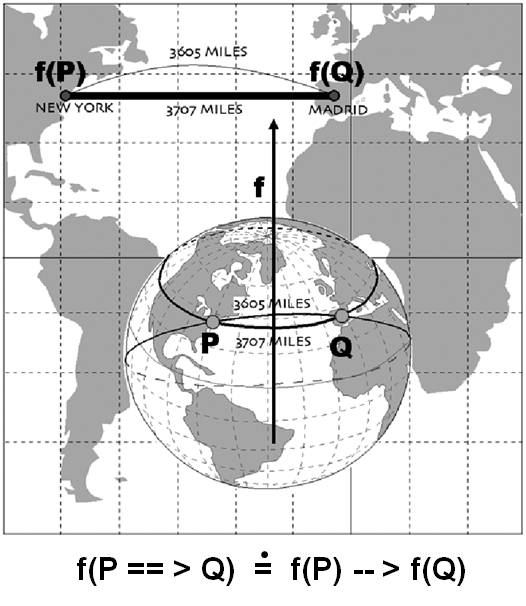 3605 MILES
f(P) f(Q)
NEW YORK 3707 MILES MADRID
f
3605 MILES
P 3707 MILES Q
f(P == > Q) ≐ f(P) -- > f(Q)